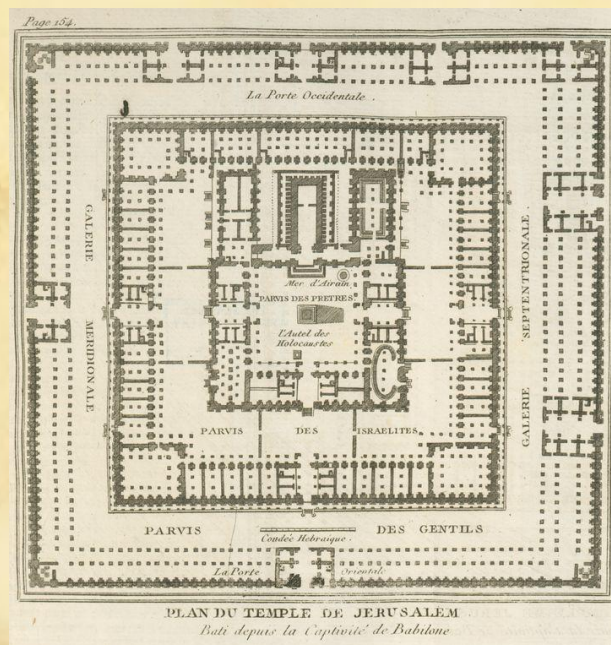 Page 154.
La Porte Occidentale.
GALERIE
MERIDIONALE
GALERIE
SEPTENTRIONALE.
Mer d'Airain
PARVIS DES PRETRES
l'Autel des
Holocaustes
PARVIS DES ISRAELITES.
PARVIS DES GENTILS
Coudée Hebraique.
La Porte Orientale
PLAN DU TEMPLE DE JERUSALEM
Bati depuis la Captivité de Babilone